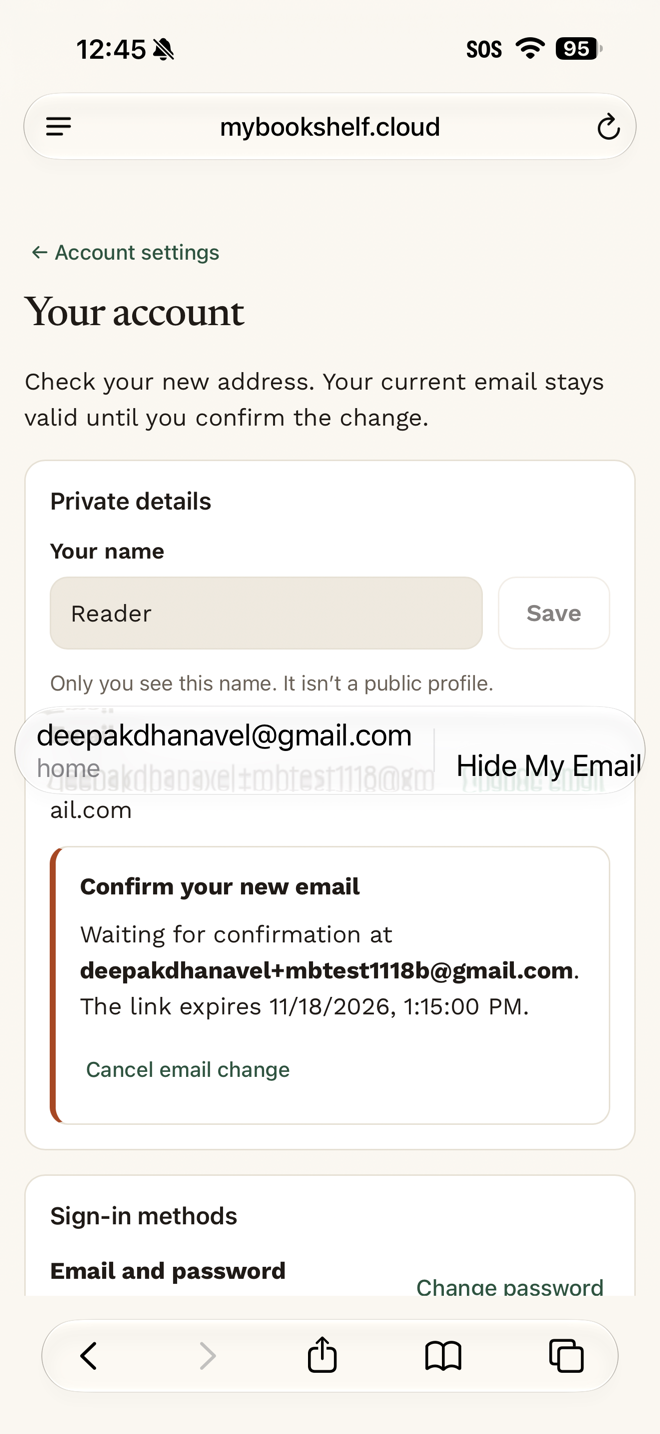 12:45
SOS
95
mybookshelf.cloud
← Account settings
Your account
Check your new address. Your current email stays
valid until you confirm the change.
Private details
Your name
Reader
Save
Only you see this name. It isn't a public profile.
deepakdhanavel@gmail.com
home
Hide My Email
deepakdhanavel+mbtest1118@gm
ail.com
Confirm your new email
Waiting for confirmation at
deepakdhanavel+mbtest1118b@gmail.com.
The link expires 11/18/2026, 1:15:00 PM.
Cancel email change
Sign-in methods
Email and password
Change password